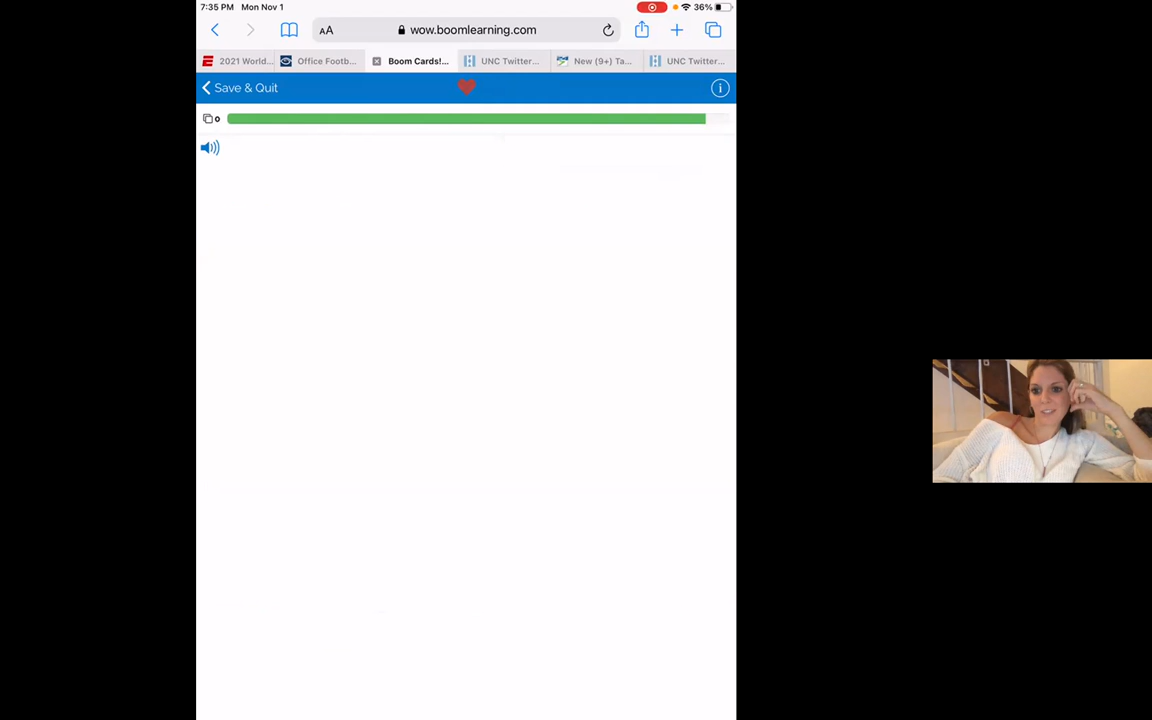 7:35 PM Mon Nov 1 36%
AA wow.boomlearning.com
2021 World... Office Footb... Boom Cards!... UNC Twitter... New (9+) Ta... UNC Twitter...
Save & Quit
0